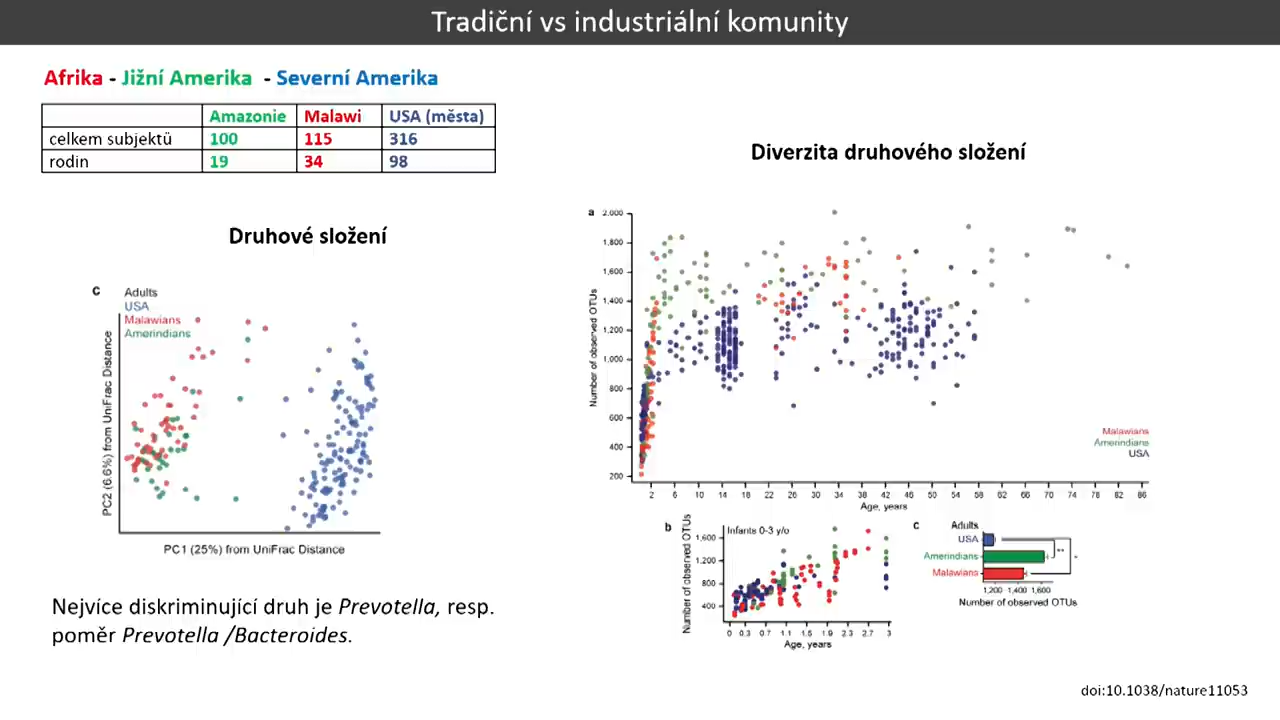 Tradiční vs industriální komunity
Afrika - Jižní Amerika - Severní Amerika
Amazonie Malawi USA (města)
celkem subjektů 100 115 316
rodin 19 34 98
Druhové složení
c Adults
USA
Malawians
Amerindians
PC2 (6.6%) from UniFrac Distance
PC1 (25%) from UniFrac Distance
Nejvíce diskriminující druh je Prevotella, resp.
poměr Prevotella /Bacteroides.
Diverzita druhového složení
a
Number of observed OTUs
2,000
1,800
1,600
1,400
1,200
1,000
800
600
400
200
2 6 10 14 18 22 26 30 34 38 42 46 50 54 58 62 66 70 74 78 82 86
Age, years
Malawians
Amerindians
USA
b Infants 0-3 y/o
Number of observed OTUs
1,600
1,200
800
400
0 0.3 0.7 1.1 1.5 1.9 2.3 2.7 3
Age, years
c Adults
USA
Amerindians
Malawians
** *
1,200 1,400 1,600
Number of observed OTUs
doi:10.1038/nature11053